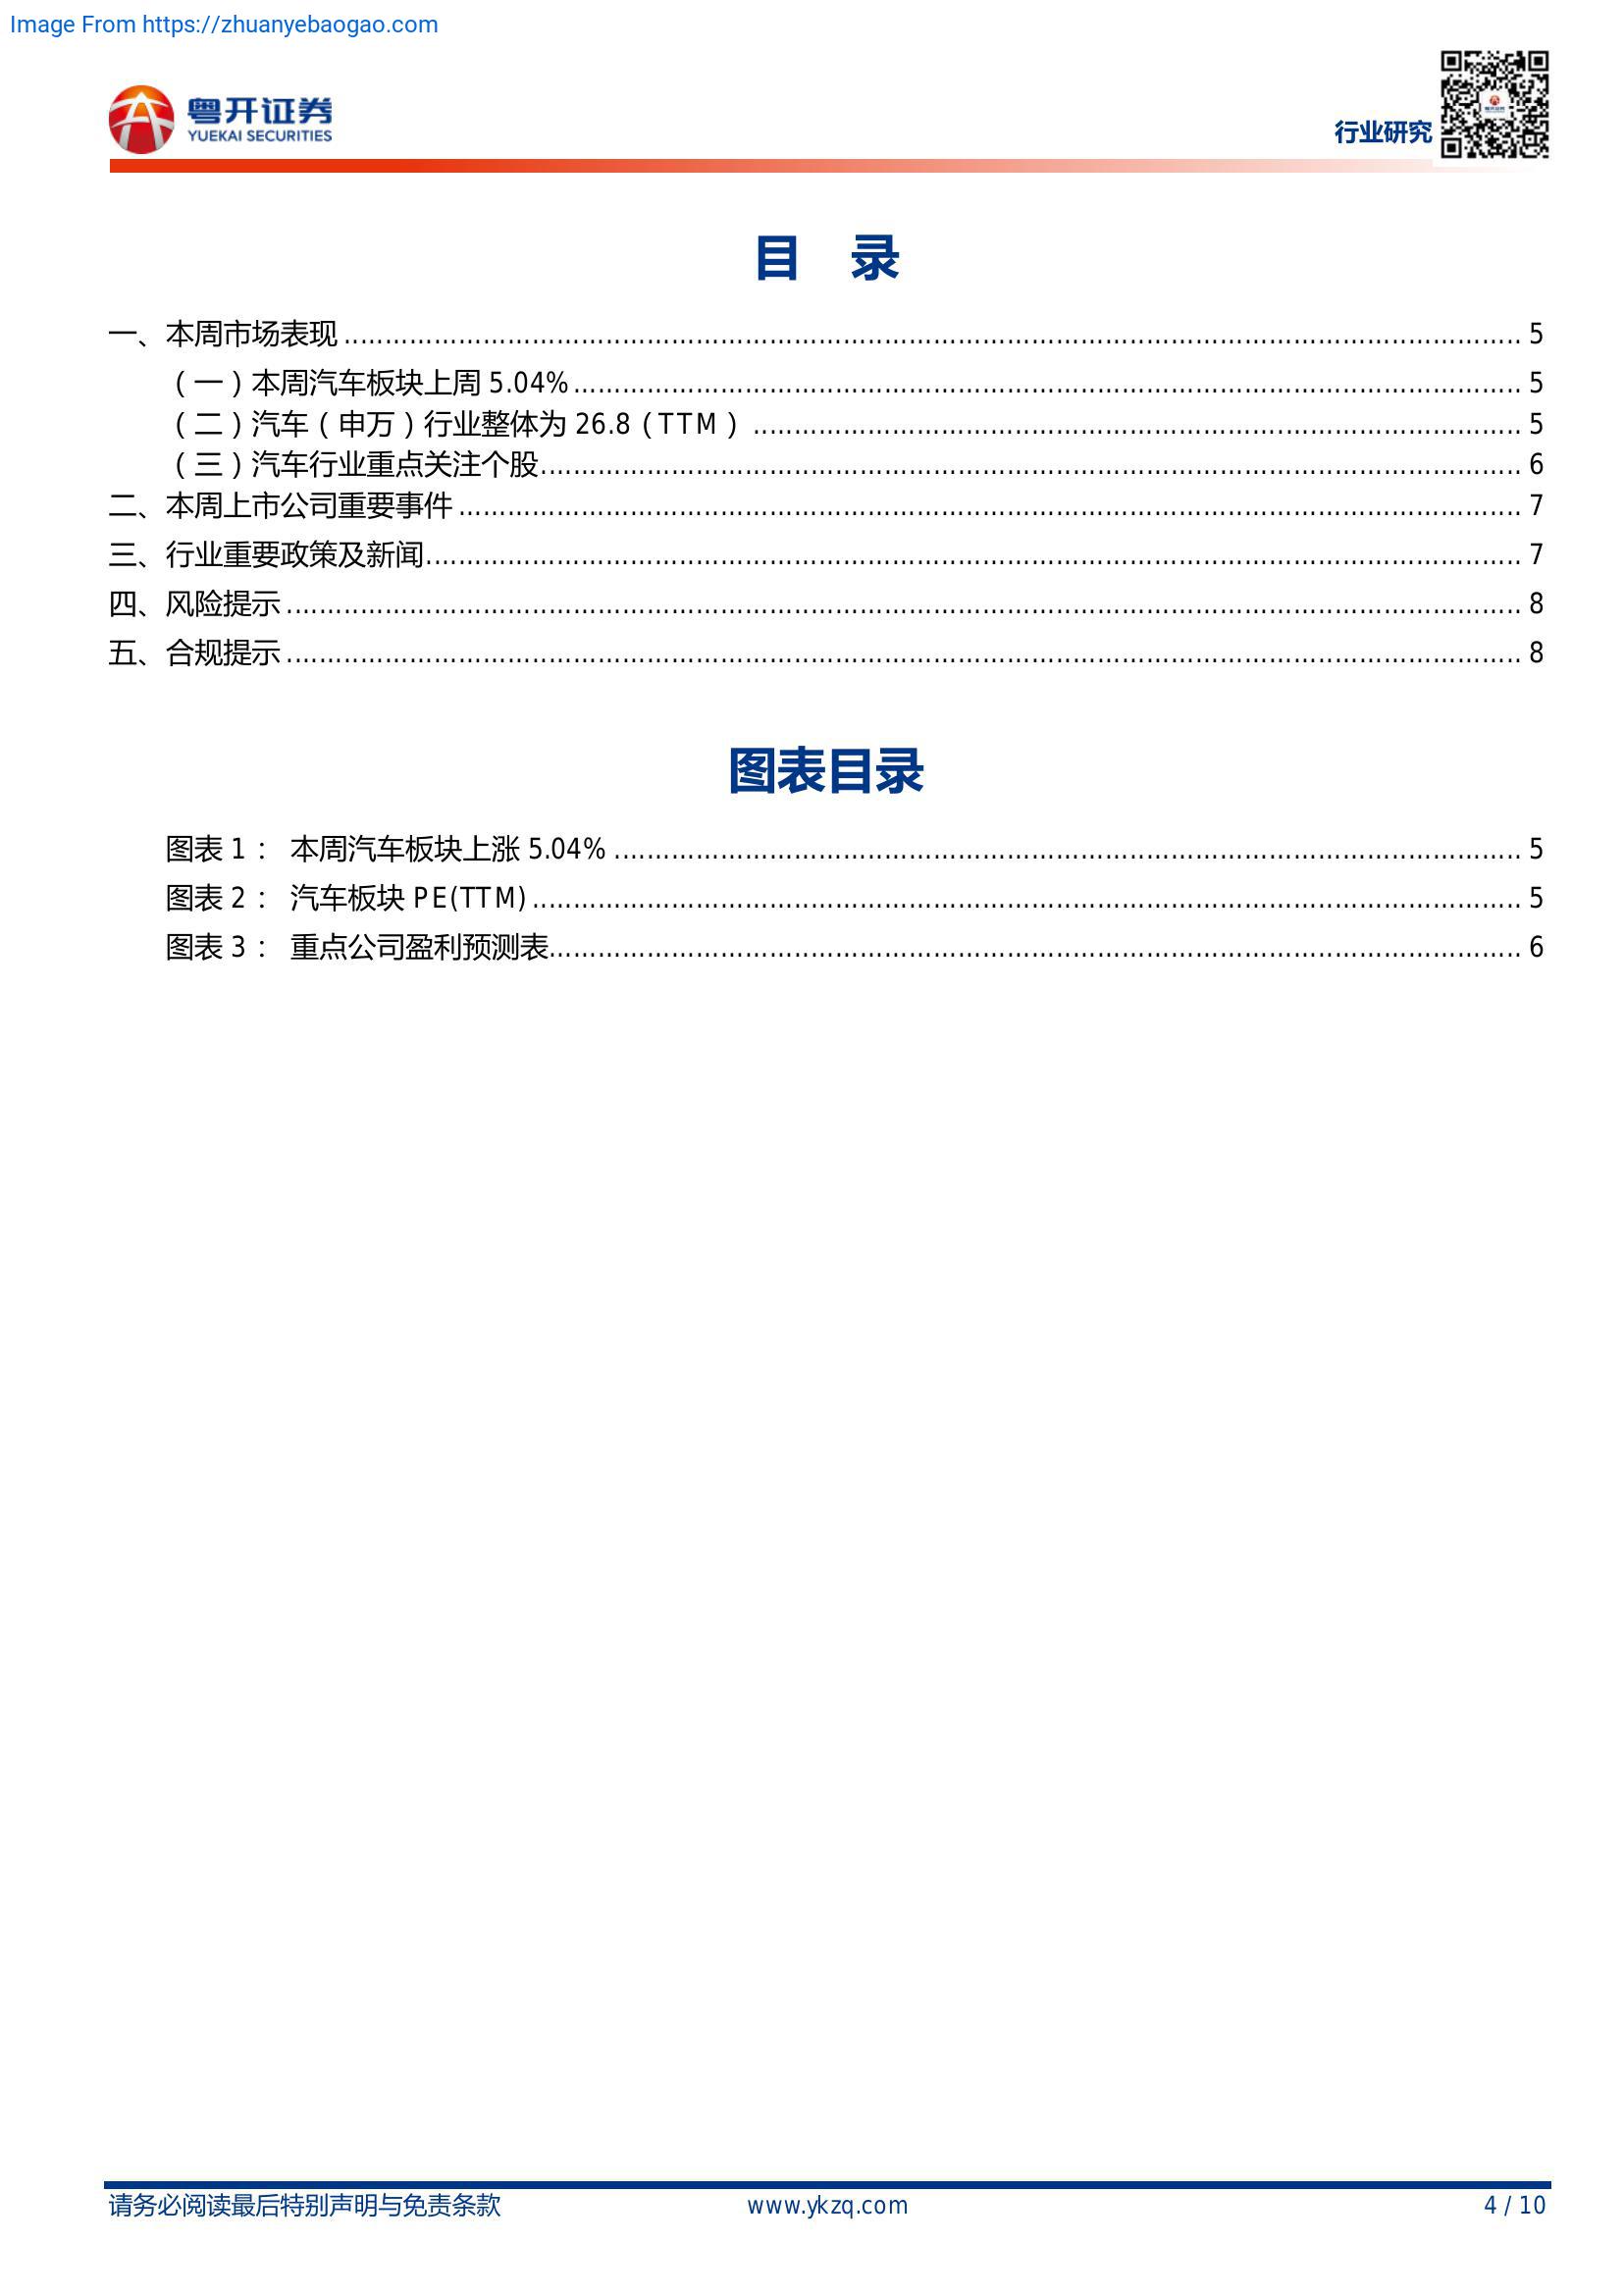 Image From https://zhuanyebaogao.com
粤开证券
YUEKAI SECURITIES
行业研究
目 录
一、本周市场表现........................................ 5
（一）本周汽车板块上周 5.04%........................................ 5
（二）汽车（申万）行业整体为 26.8（TTM）........................................ 5
（三）汽车行业重点关注个股........................................ 6
二、本周上市公司重要事件........................................ 7
三、行业重要政策及新闻........................................ 7
四、风险提示........................................ 8
五、合规提示........................................ 8
图表目录
图表 1： 本周汽车板块上涨 5.04%........................................ 5
图表 2： 汽车板块 PE(TTM)........................................ 5
图表 3： 重点公司盈利预测表........................................ 6
请务必阅读最后特别声明与免责条款
www.ykzq.com
4 / 10